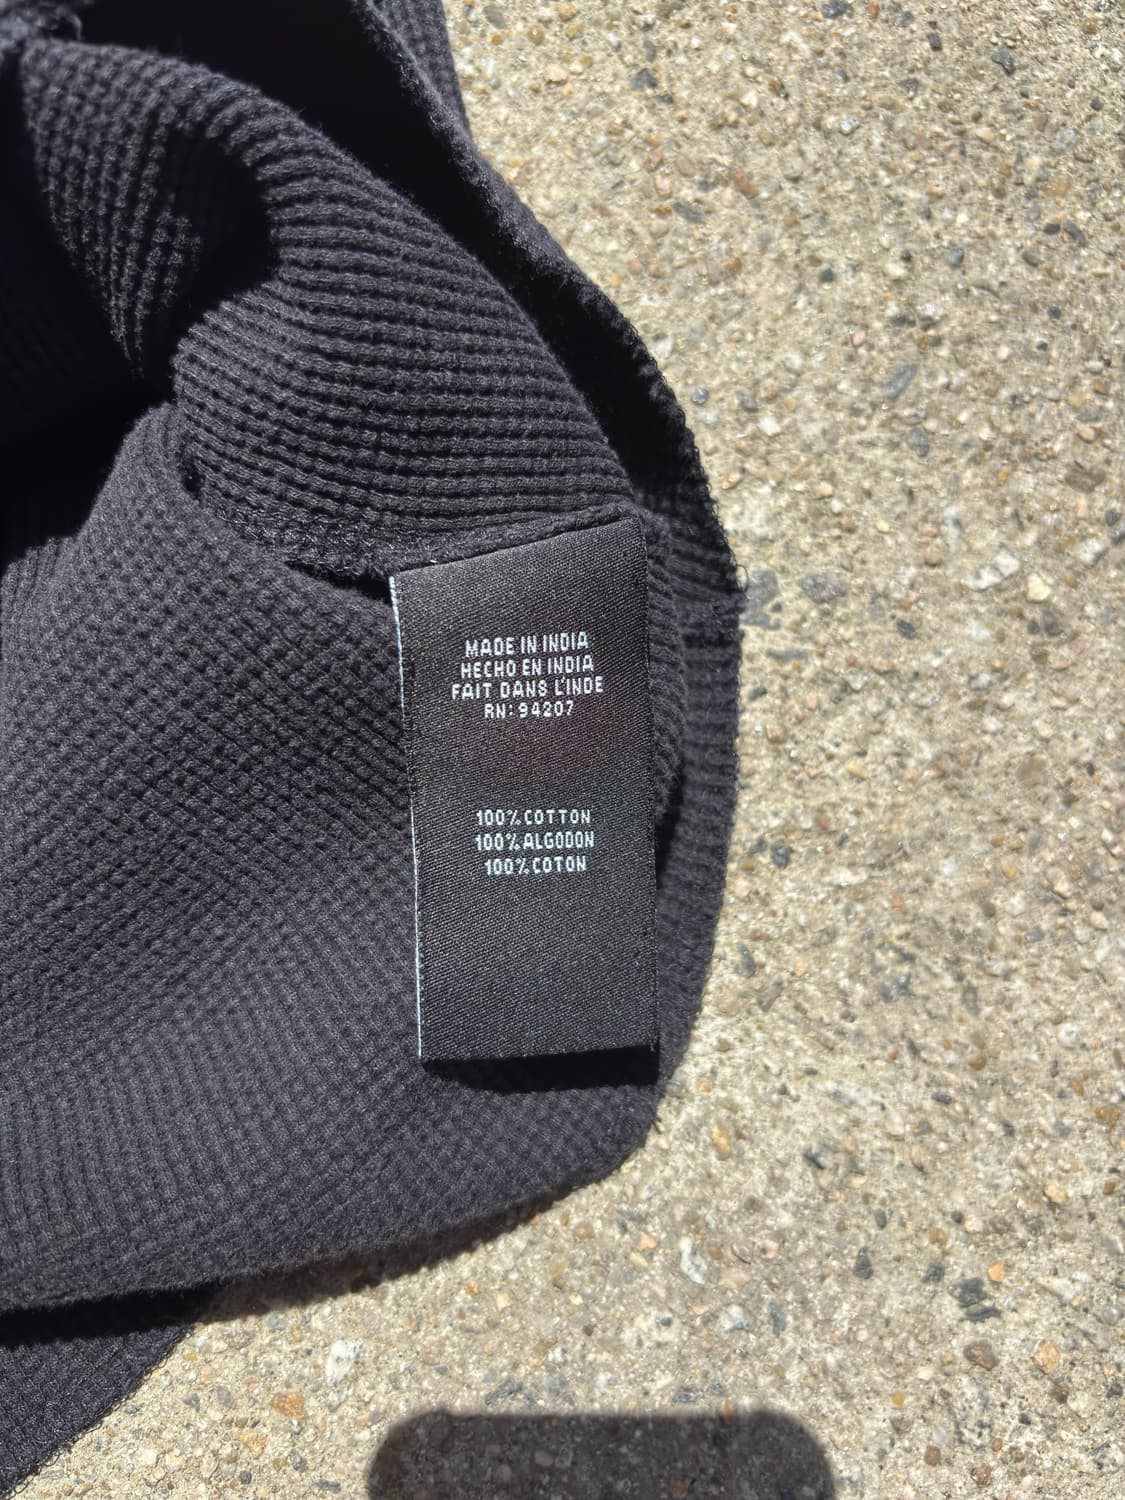 MADE IN INDIA
HECHO EN INDIA
FAIT DANS L'INDE
RN: 94207
100% COTTON
100% ALGODON
100% COTON